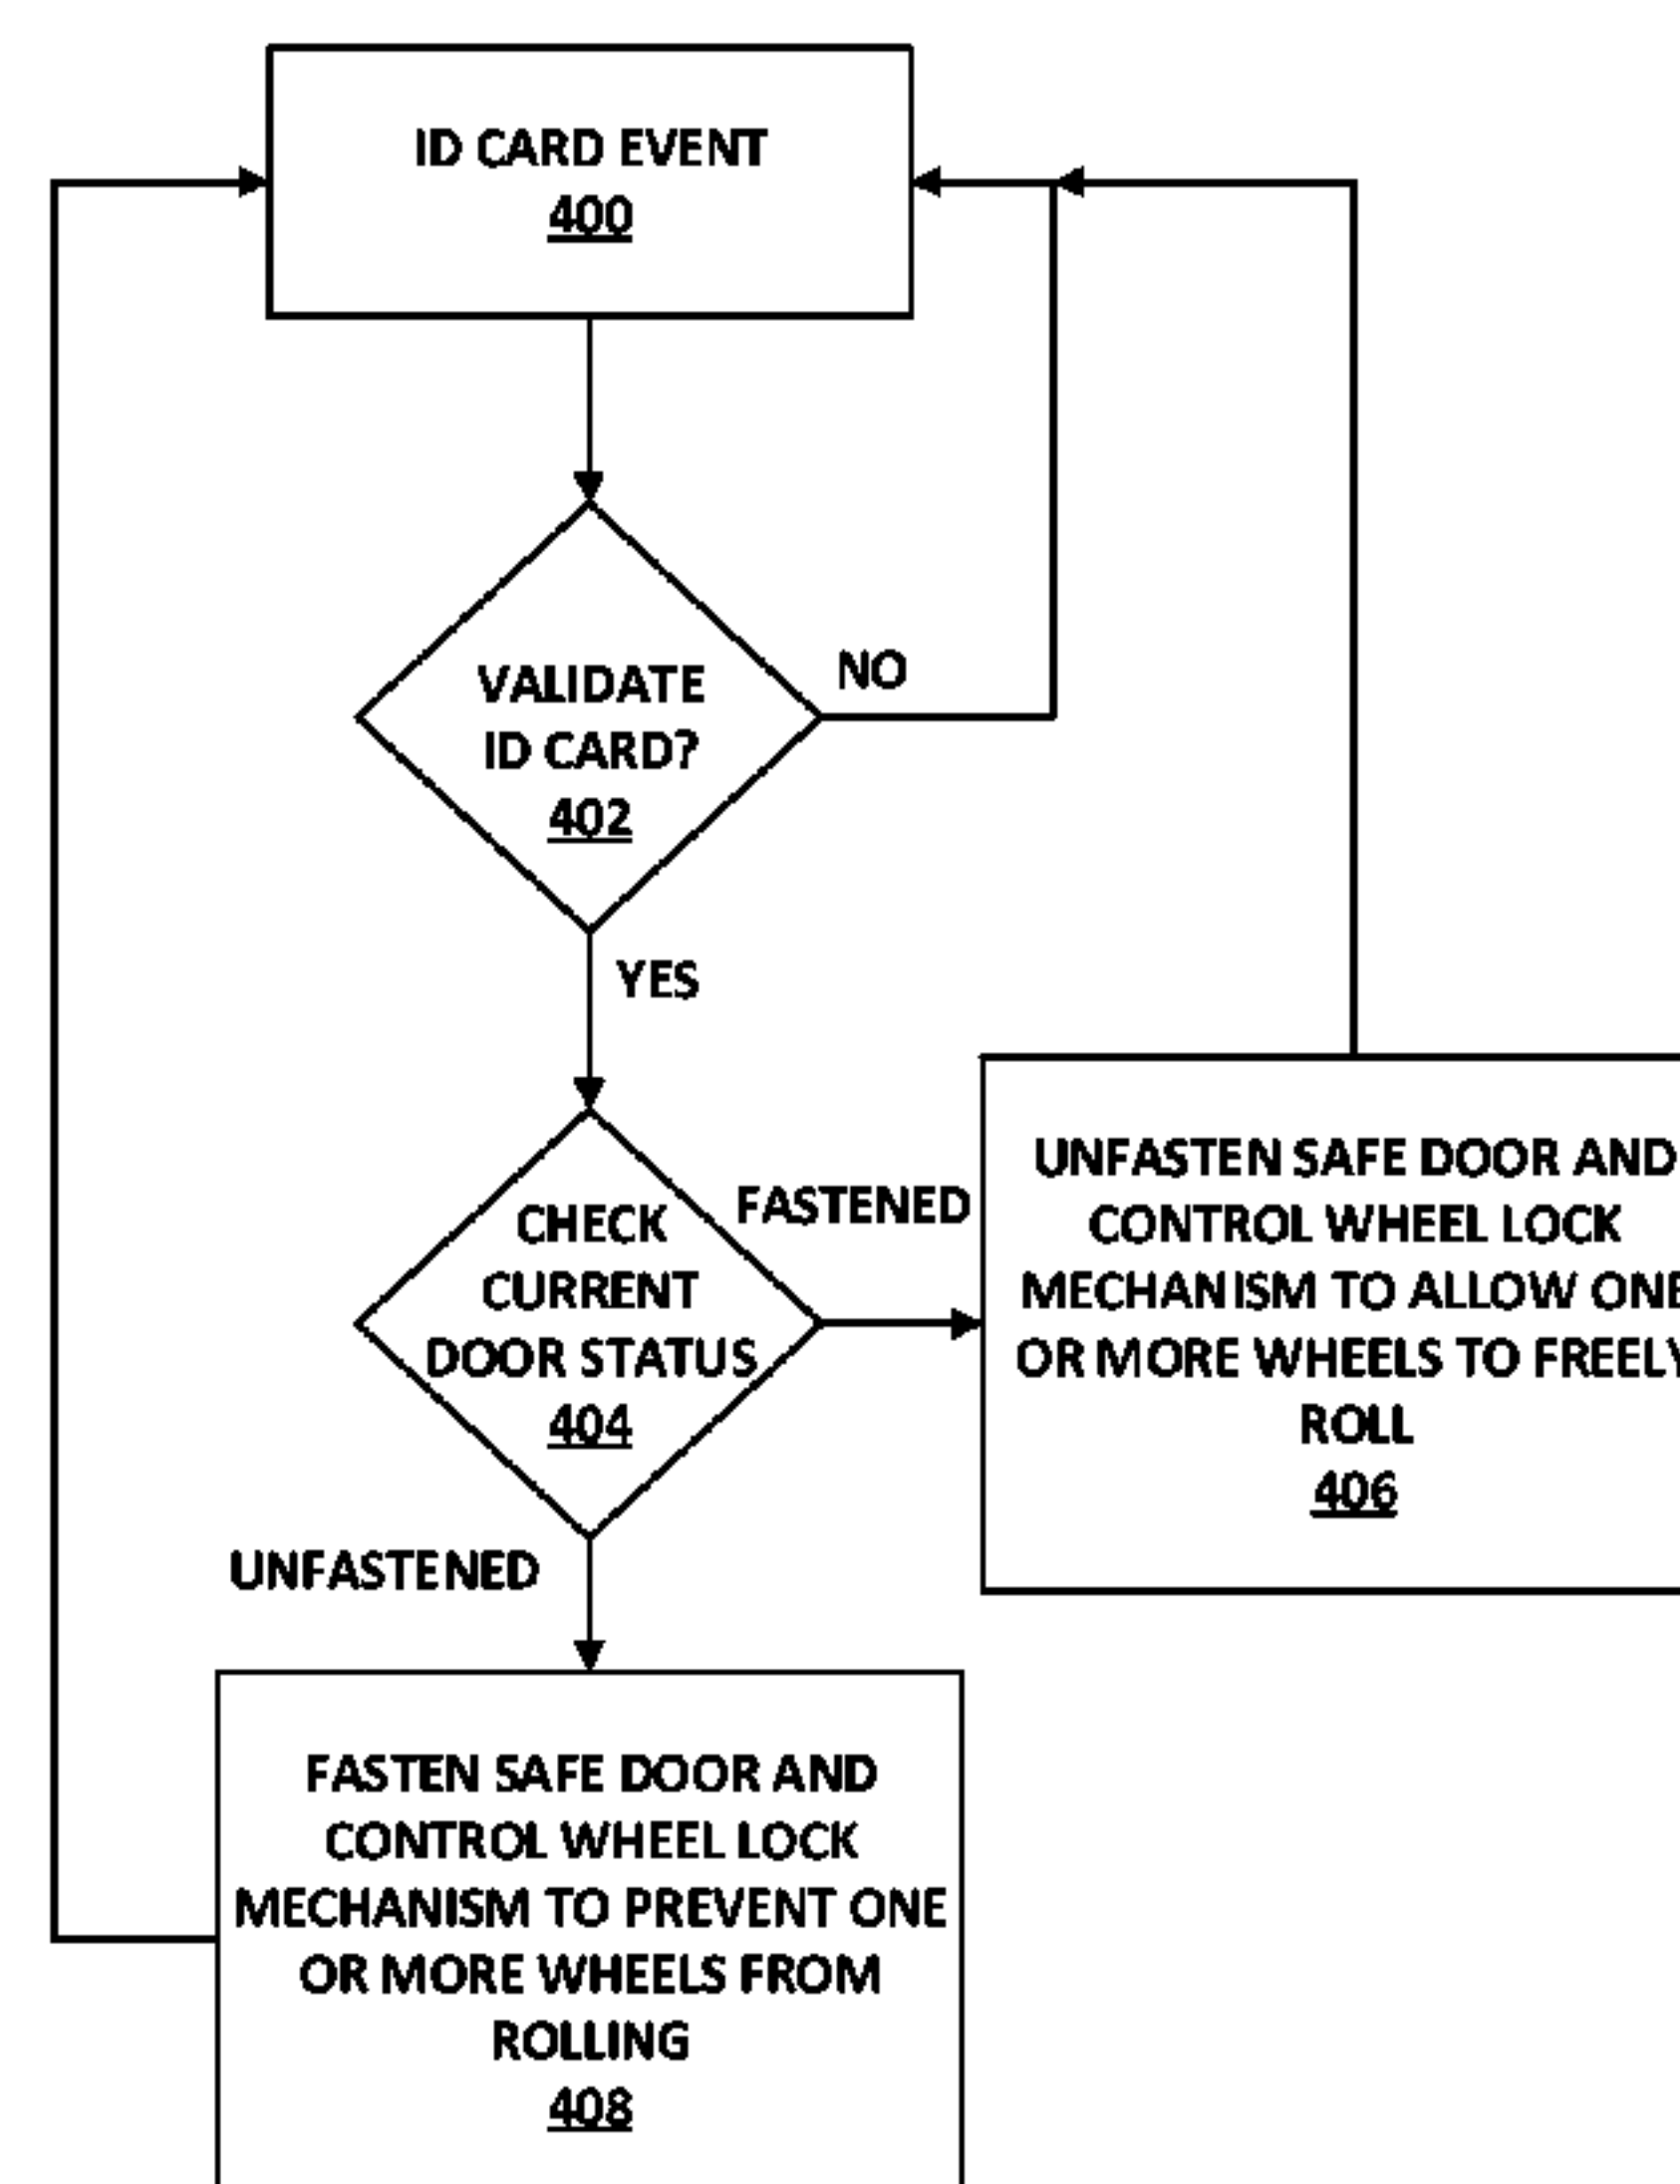 ID CARD EVENT
400
VALIDATE
ID CARD?
402
NO
YES
CHECK
CURRENT
DOOR STATUS
404
FASTENED
UNFASTEN SAFE DOOR AND
CONTROL WHEEL LOCK
MECHANISM TO ALLOW ONE
OR MORE WHEELS TO FREELY
ROLL
406
UNFASTENED
FASTEN SAFE DOOR AND
CONTROL WHEEL LOCK
MECHANISM TO PREVENT ONE
OR MORE WHEELS FROM
ROLLING
408